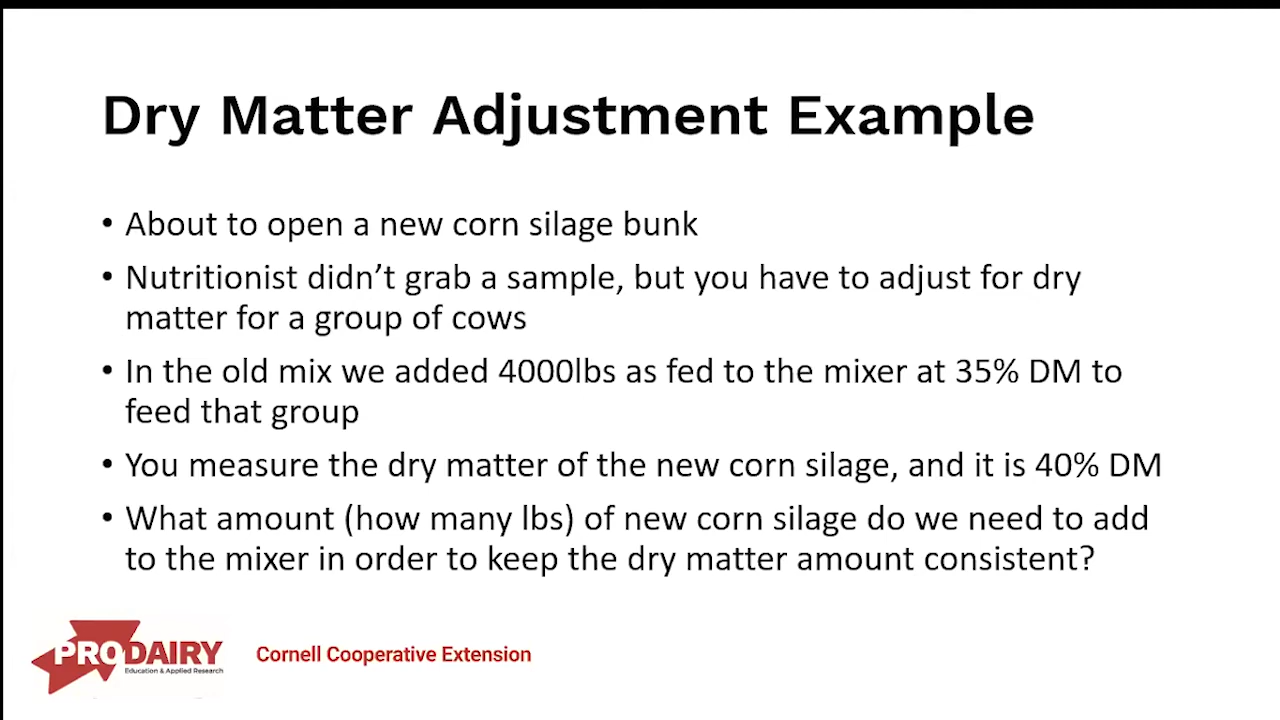 Dry Matter Adjustment Example
• About to open a new corn silage bunk
• Nutritionist didn’t grab a sample, but you have to adjust for dry
matter for a group of cows
• In the old mix we added 4000lbs as fed to the mixer at 35% DM to
feed that group
• You measure the dry matter of the new corn silage, and it is 40% DM
• What amount (how many lbs) of new corn silage do we need to add
to the mixer in order to keep the dry matter amount consistent?
PRODAIRY
Education & Applied Research
Cornell Cooperative Extension